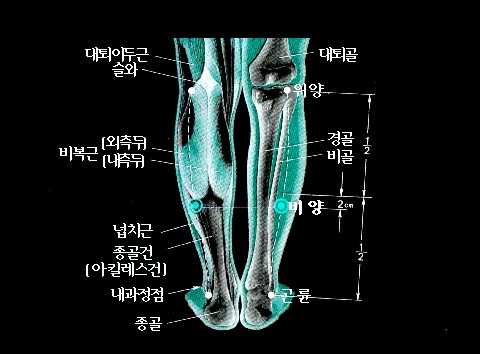 대퇴이두근
슬와
대퇴골
위양
(외측두)
비복근
(내측두)
경골
비골
1/2
2cm
비양
넙치근
종골건
(아킬레스건)
1/2
내과정점
곤륜
종골